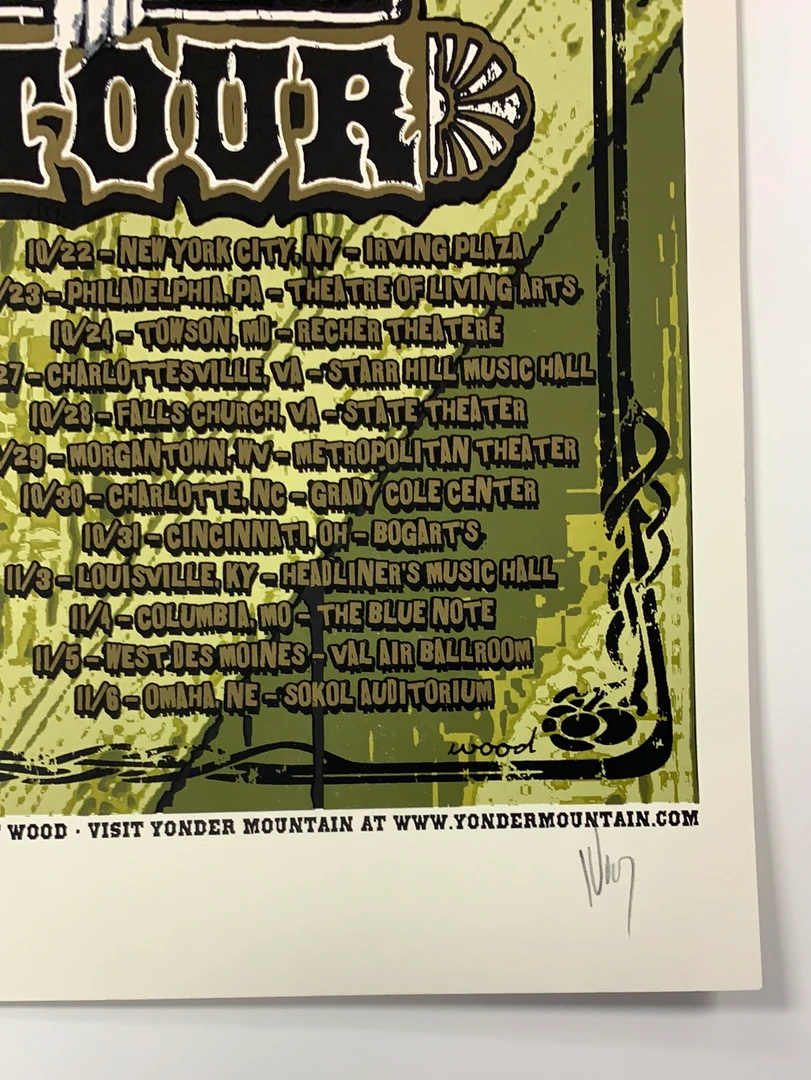 TOUR
10/22 - NEW YORK CITY, NY - IRVING PLAZA
/23 - PHILADELPHIA, PA - THEATRE OF LIVING ARTS
10/24 - TOWSON, MD - RECHER THEATERE
27 - CHARLOTTESVILLE, VA - STARR HILL MUSIC HALL
10/28 - FALLS CHURCH, VA - STATE THEATER
/29 - MORGANTOWN, WV - METROPOLITAN THEATER
10/30 - CHARLOTTE, NC - GRADY COLE CENTER
10/31 - CINCINNATI, OH - BOGART'S
11/3 - LOUISVILLE, KY - HEADLINER'S MUSIC HALL
11/4 - COLUMBIA, MO - THE BLUE NOTE
11/5 - WEST DES MOINES - VAL AIR BALLROOM
11/6 - OMAHA, NE - SOKOL AUDITORIUM
wood
WOOD · VISIT YONDER MOUNTAIN AT WWW.YONDERMOUNTAIN.COM